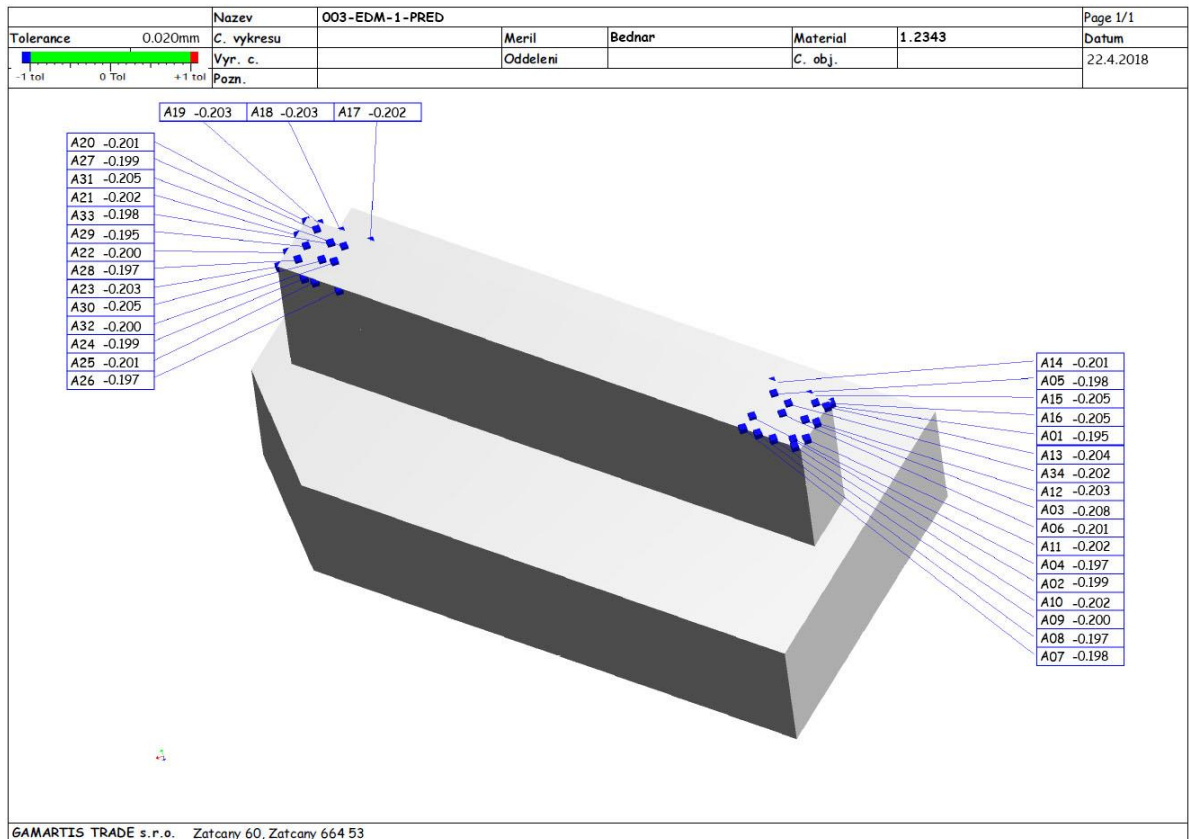 Nazev 003-EDM-1-PRED Page 1/1
Tolerance 0.020mm C. vykresu Meril Bednar Material 1.2343 Datum
Vyr. c. Oddeleni C. obj. 22.4.2018
-1 tol 0 Tol +1 tol Pozn.
A19 -0.203 A18 -0.203 A17 -0.202
A20 -0.201
A27 -0.199
A31 -0.205
A21 -0.202
A33 -0.198
A29 -0.195
A22 -0.200
A28 -0.197
A23 -0.203
A30 -0.205
A32 -0.200
A24 -0.199
A25 -0.201
A26 -0.197
A14 -0.201
A05 -0.198
A15 -0.205
A16 -0.205
A01 -0.195
A13 -0.204
A34 -0.202
A12 -0.203
A03 -0.208
A06 -0.201
A11 -0.202
A04 -0.197
A02 -0.199
A10 -0.202
A09 -0.200
A08 -0.197
A07 -0.198
GAMARTIS TRADE s.r.o. Zatcany 60, Zatcany 664 53